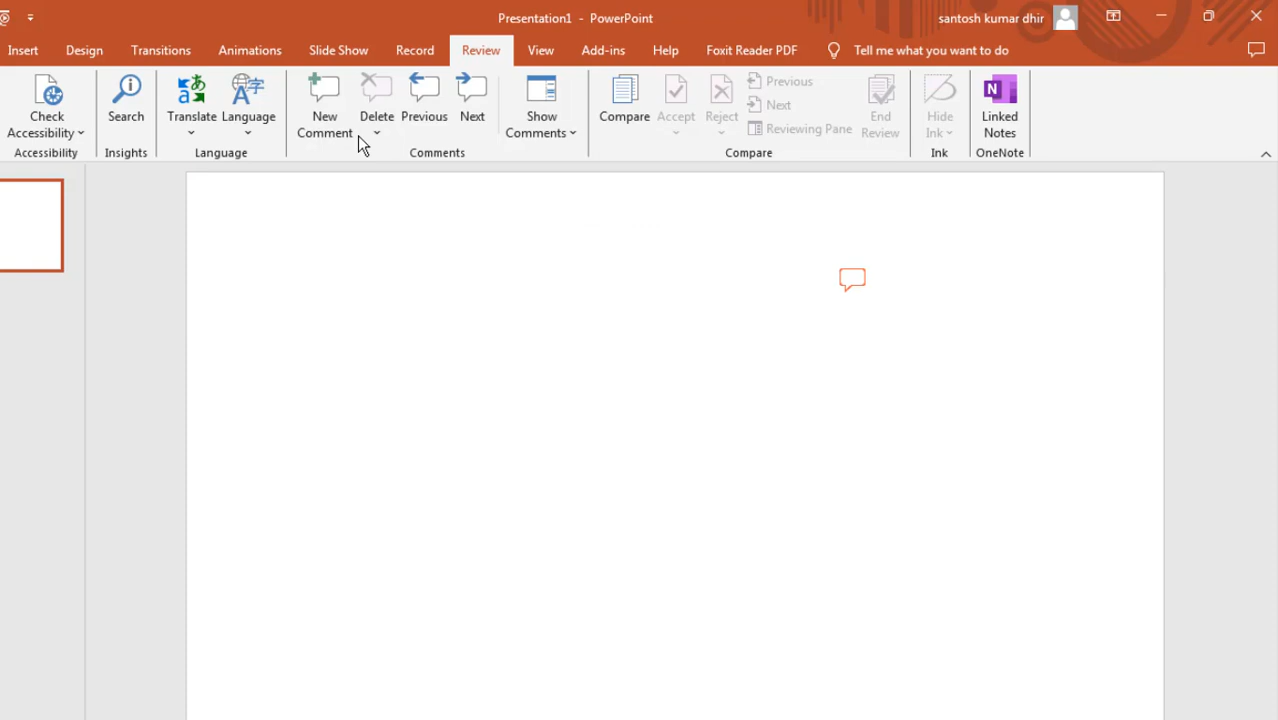 Presentation1 - PowerPoint santosh kumar dhir
Insert Design Transitions Animations Slide Show Record Review View Add-ins Help Foxit Reader PDF Tell me what you want to do
Check Accessibility Search Translate Language New Comment Delete Previous Next Show Comments Compare Accept Reject Previous Next Reviewing Pane End Review Hide Ink Linked Notes
Accessibility Insights Language Comments Compare Ink OneNote